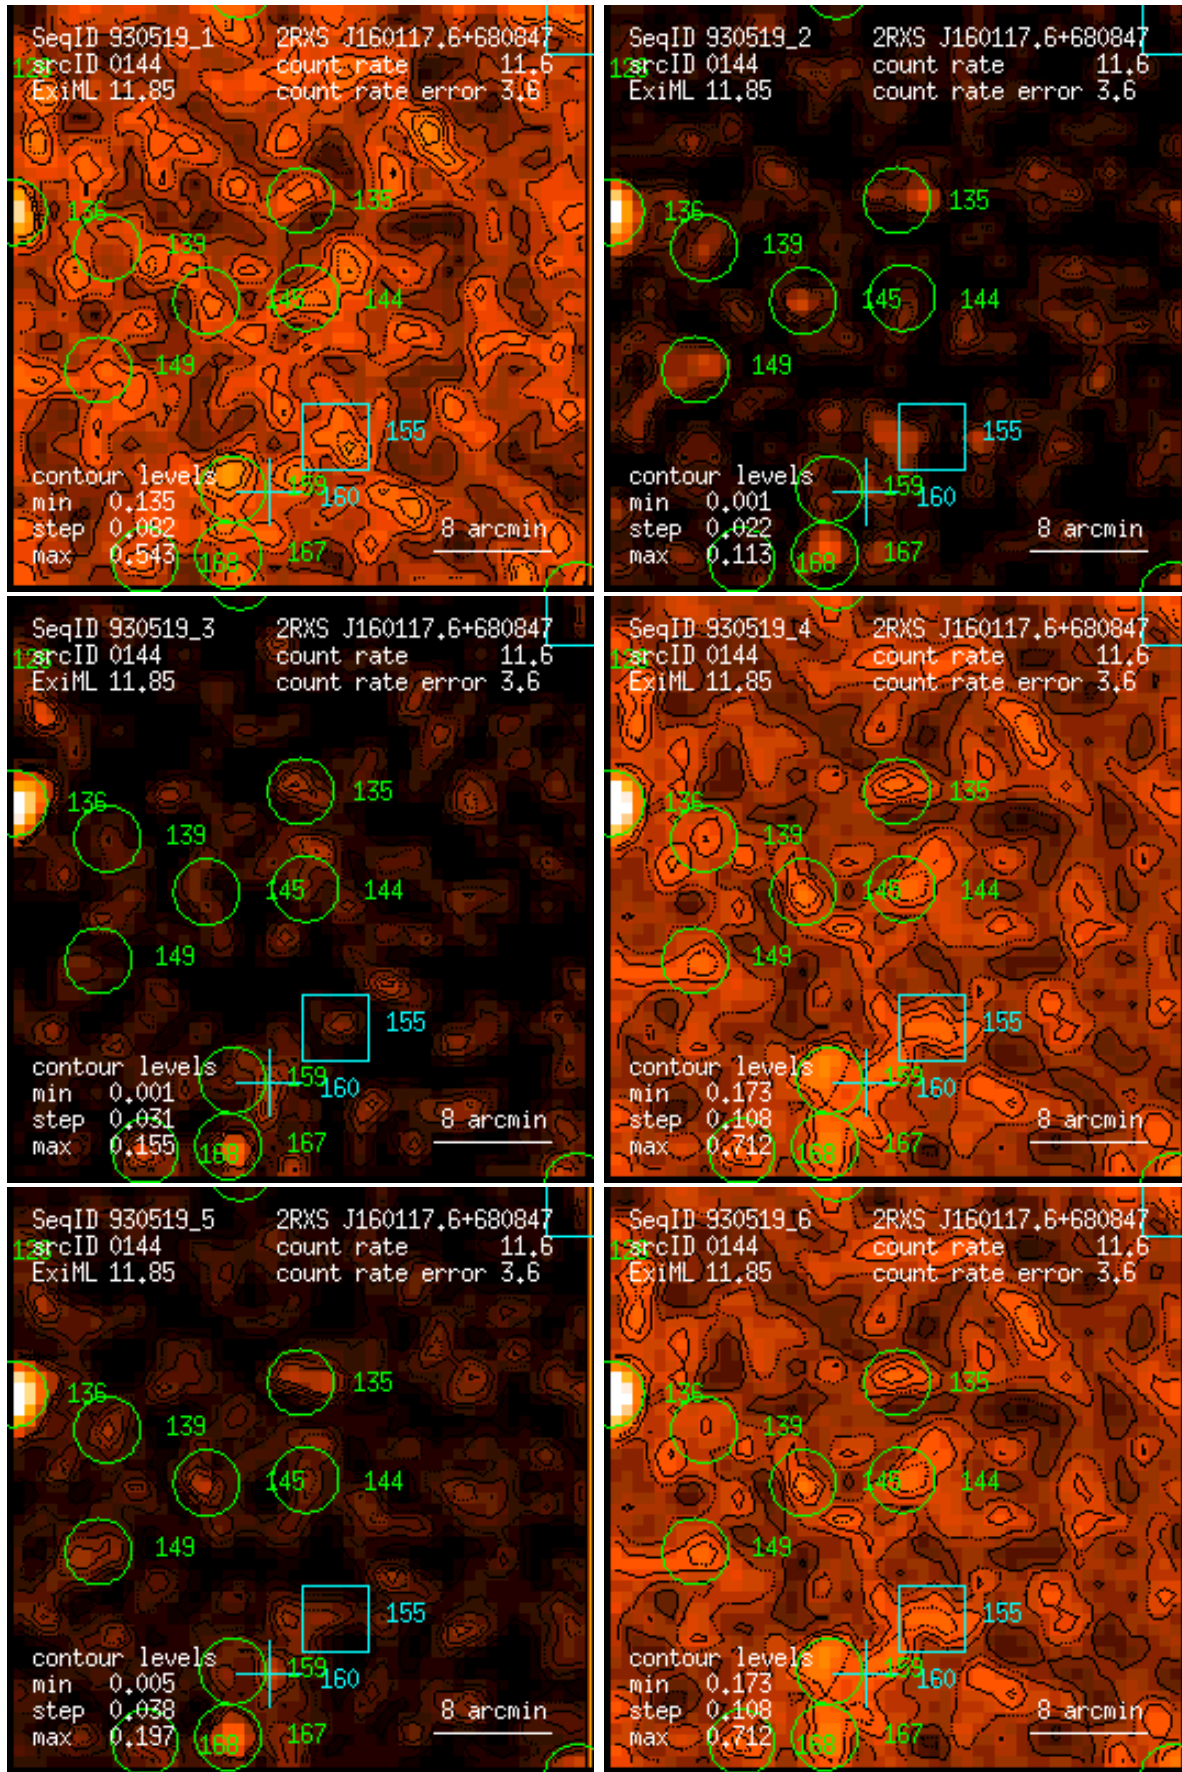 SeqID 930519_1 2RXS J160117.6+680847
srcID 0144 count rate 11.6
ExiML 11.85 count rate error 3.6
135
136
139
145 144
149
155
contour levels
159
min 0.135
160
step 0.082
8 arcmin
max 0.543
168 167
SeqID 930519_2 2RXS J160117.6+680847
srcID 0144 count rate 11.6
ExiML 11.85 count rate error 3.6
135
136
139
145 144
149
155
contour levels
159
min 0.001
160
step 0.022
8 arcmin
max 0.113
168 167
SeqID 930519_3 2RXS J160117.6+680847
srcID 0144 count rate 11.6
ExiML 11.85 count rate error 3.6
135
136
139
145 144
149
155
contour levels
159
min 0.001
160
step 0.031
8 arcmin
max 0.155
168 167
SeqID 930519_4 2RXS J160117.6+680847
srcID 0144 count rate 11.6
ExiML 11.85 count rate error 3.6
135
136
139
145 144
149
155
contour levels
159
min 0.173
160
step 0.108
8 arcmin
max 0.712
168 167
SeqID 930519_5 2RXS J160117.6+680847
srcID 0144 count rate 11.6
ExiML 11.85 count rate error 3.6
135
136
139
145 144
149
155
contour levels
159
min 0.005
160
step 0.038
8 arcmin
max 0.197
168 167
SeqID 930519_6 2RXS J160117.6+680847
srcID 0144 count rate 11.6
ExiML 11.85 count rate error 3.6
135
136
139
145 144
149
155
contour levels
159
min 0.173
160
step 0.108
8 arcmin
max 0.712
168 167